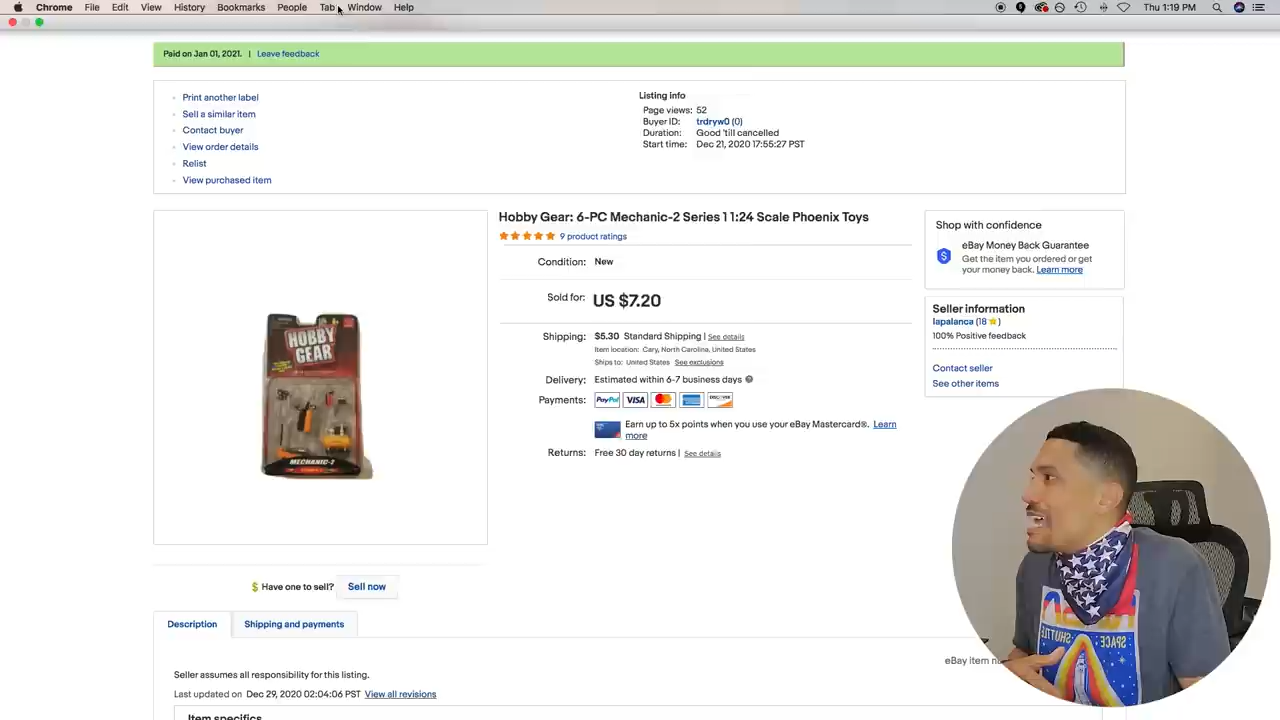 Chrome File Edit View History Bookmarks People Tab Window Help Thu 1:19 PM
Paid on Jan 01, 2021. | Leave feedback
Print another label
Sell a similar item
Contact buyer
View order details
Relist
View purchased item
Listing info
Page views: 52
Buyer ID: trdryw0 (0)
Duration: Good 'till cancelled
Start time: Dec 21, 2020 17:55:27 PST
HOBBY
GEAR
MECHANIC-2
Hobby Gear: 6-PC Mechanic-2 Series 1 1:24 Scale Phoenix Toys
9 product ratings
Condition: New
Sold for: US $7.20
Shipping: $5.30 Standard Shipping | See details
Item location: Cary, North Carolina, United States
Ships to: United States See exclusions
Delivery: Estimated within 6-7 business days
Payments: PayPal VISA MasterCard DISCOVER
Earn up to 5x points when you use your eBay Mastercard®. Learn
more
Returns: Free 30 day returns | See details
Shop with confidence
eBay Money Back Guarantee
Get the item you ordered or get
your money back. Learn more
Seller information
lapalanca (18)
100% Positive feedback
Contact seller
See other items
Have one to sell? Sell now
Description Shipping and payments
eBay item
Seller assumes all responsibility for this listing.
Last updated on Dec 29, 2020 02:04:06 PST View all revisions
Item specifics
SPACE SHUTTLE